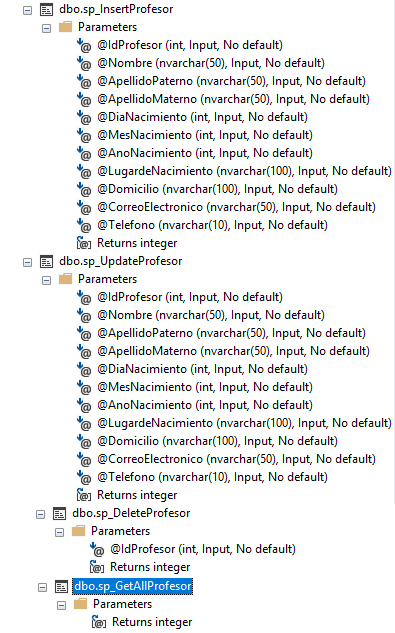 dbo.sp_InsertProfesor
Parameters
@IdProfesor (int, Input, No default)
@Nombre (nvarchar(50), Input, No default)
@ApellidoPaterno (nvarchar(50), Input, No default)
@ApellidoMaterno (nvarchar(50), Input, No default)
@DiaNacimiento (int, Input, No default)
@MesNacimiento (int, Input, No default)
@AnoNacimiento (int, Input, No default)
@LugardeNacimiento (nvarchar(100), Input, No default)
@Domicilio (nvarchar(100), Input, No default)
@CorreoElectronico (nvarchar(50), Input, No default)
@Telefono (nvarchar(10), Input, No default)
Returns integer
dbo.sp_UpdateProfesor
Parameters
@IdProfesor (int, Input, No default)
@Nombre (nvarchar(50), Input, No default)
@ApellidoPaterno (nvarchar(50), Input, No default)
@ApellidoMaterno (nvarchar(50), Input, No default)
@DiaNacimiento (int, Input, No default)
@MesNacimiento (int, Input, No default)
@AnoNacimiento (int, Input, No default)
@LugardeNacimiento (nvarchar(100), Input, No default)
@Domicilio (nvarchar(100), Input, No default)
@CorreoElectronico (nvarchar(50), Input, No default)
@Telefono (nvarchar(10), Input, No default)
Returns integer
dbo.sp_DeleteProfesor
Parameters
@IdProfesor (int, Input, No default)
Returns integer
dbo.sp_GetAllProfesor
Parameters
Returns integer